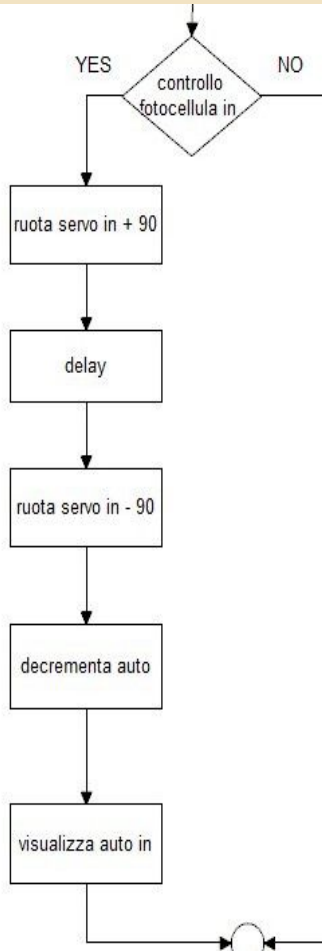 YES
NO
controllo
fotocellula in
ruota servo in + 90
delay
ruota servo in - 90
decrementa auto
visualizza auto in